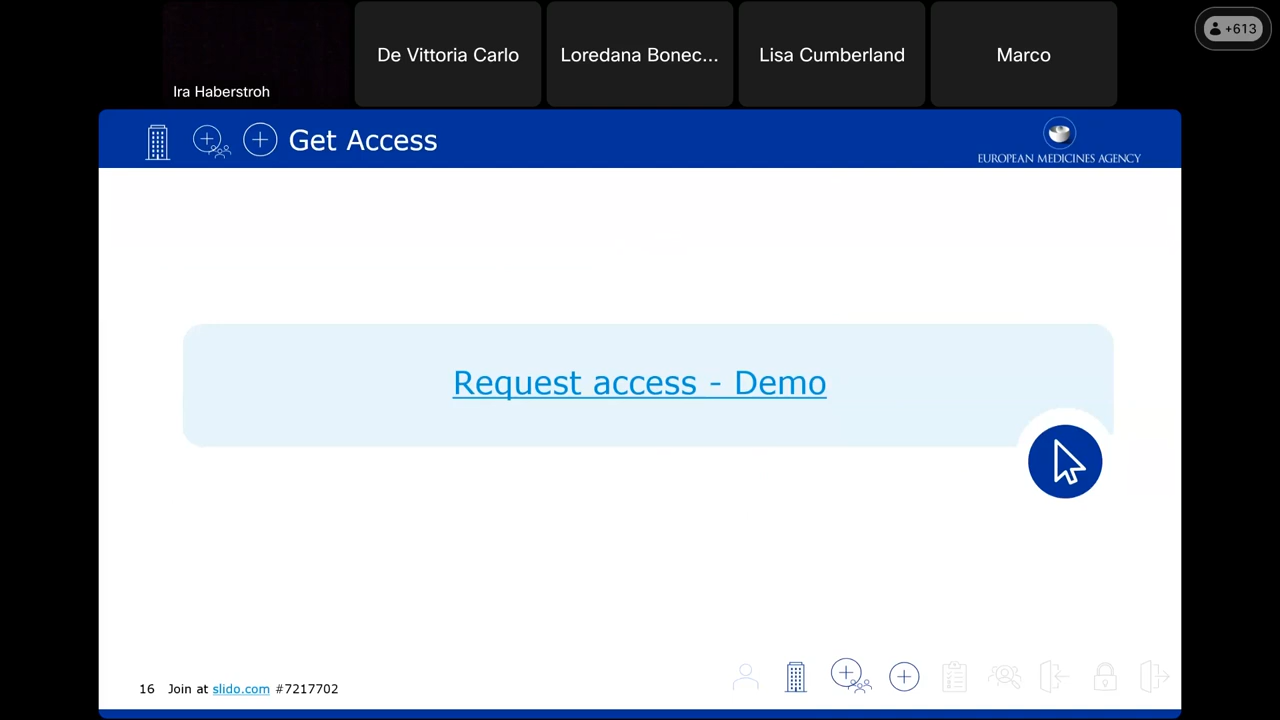 De Vittoria Carlo
Loredana Bonec...
Lisa Cumberland
Marco
+613
Ira Haberstroh
Get Access
EUROPEAN MEDICINES AGENCY
Request access - Demo
16 Join at slido.com #7217702